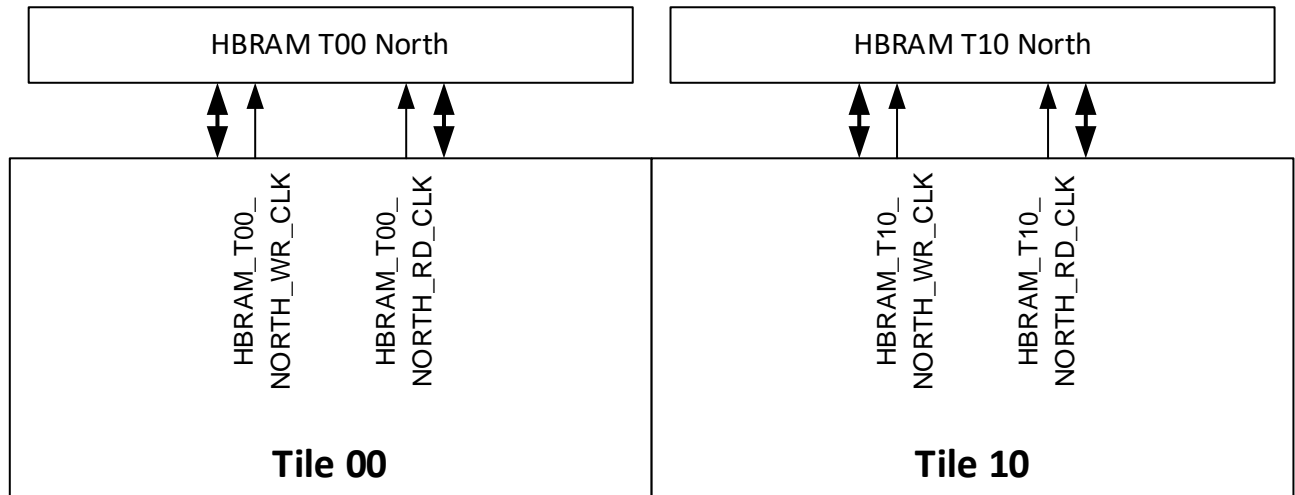 HBRAM T00 North
HBRAM T10 North
HBRAM_T00_
NORTH_WR_CLK
HBRAM_T00_
NORTH_RD_CLK
HBRAM_T10_
NORTH_WR_CLK
HBRAM_T10_
NORTH_RD_CLK
Tile 00
Tile 10